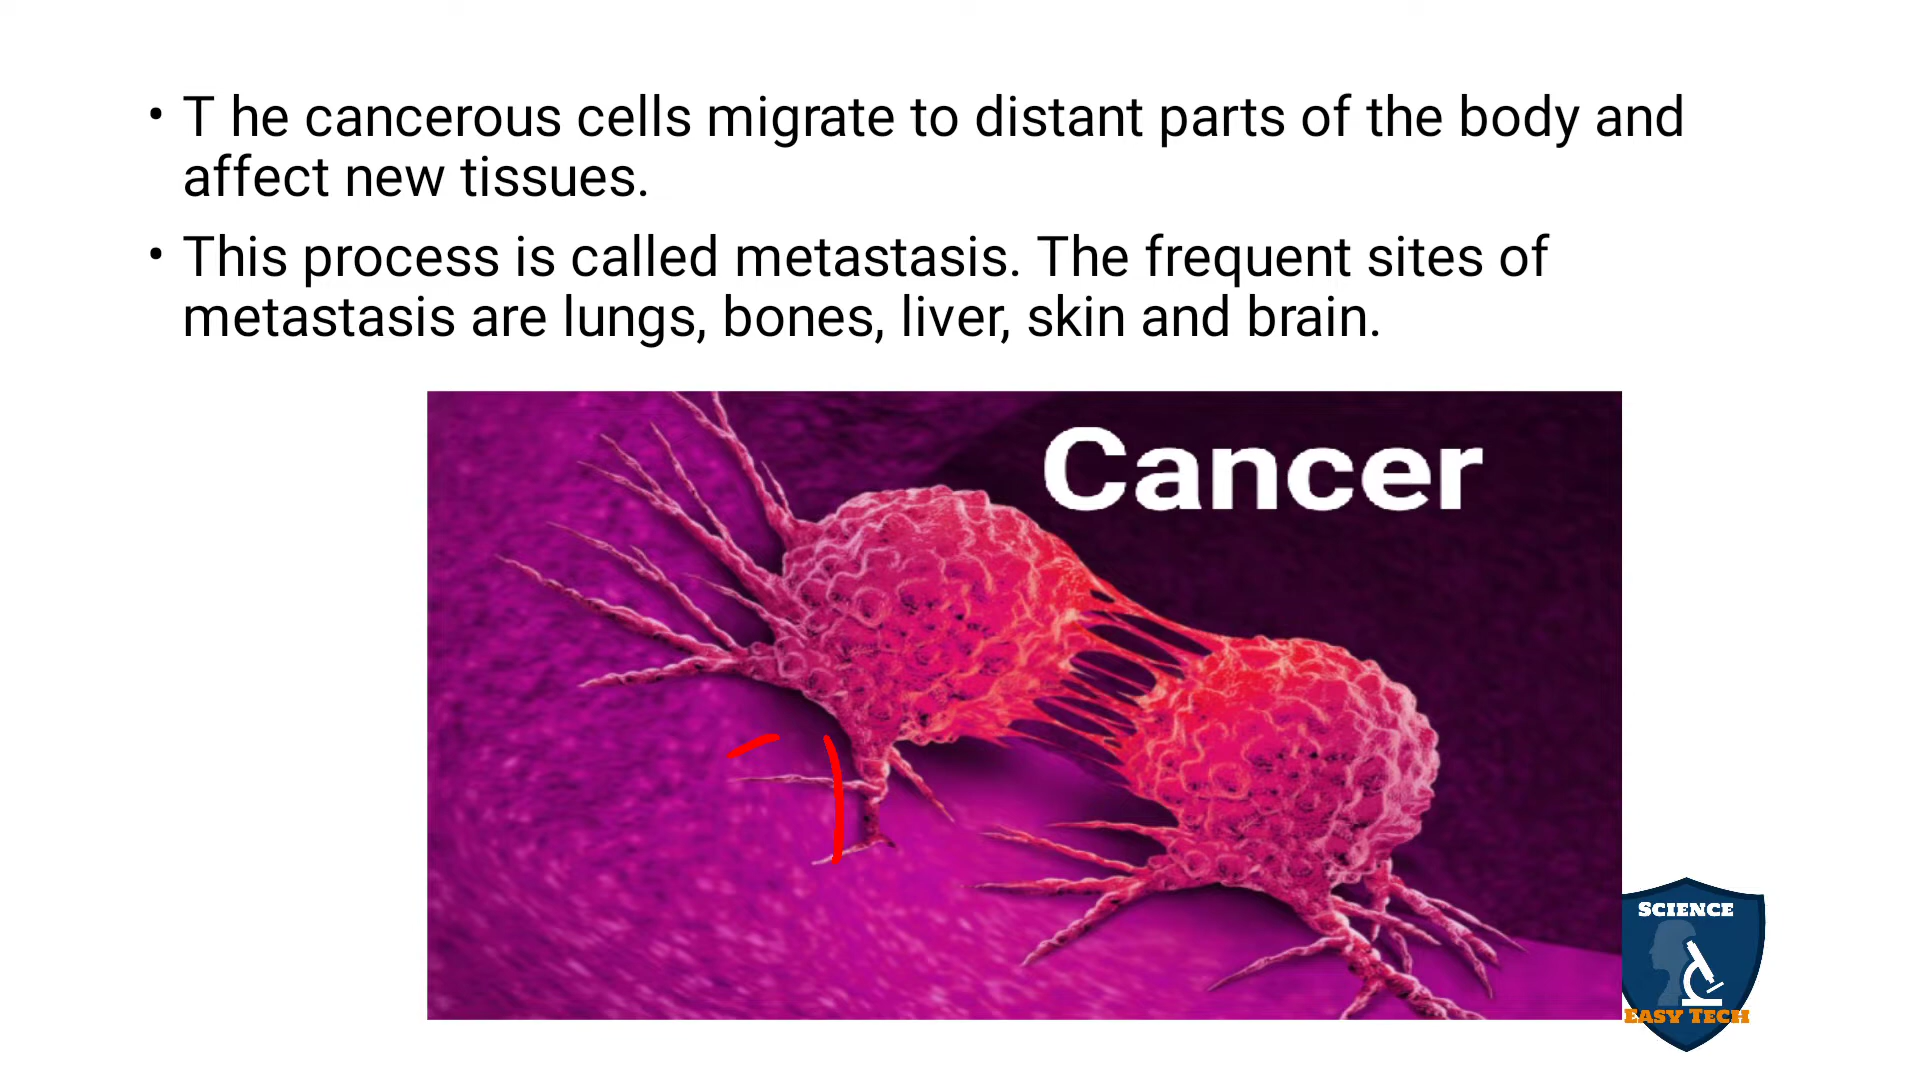 • T he cancerous cells migrate to distant parts of the body and
affect new tissues.
• This process is called metastasis. The frequent sites of
metastasis are lungs, bones, liver, skin and brain.
Cancer
SCIENCE
EASY TECH